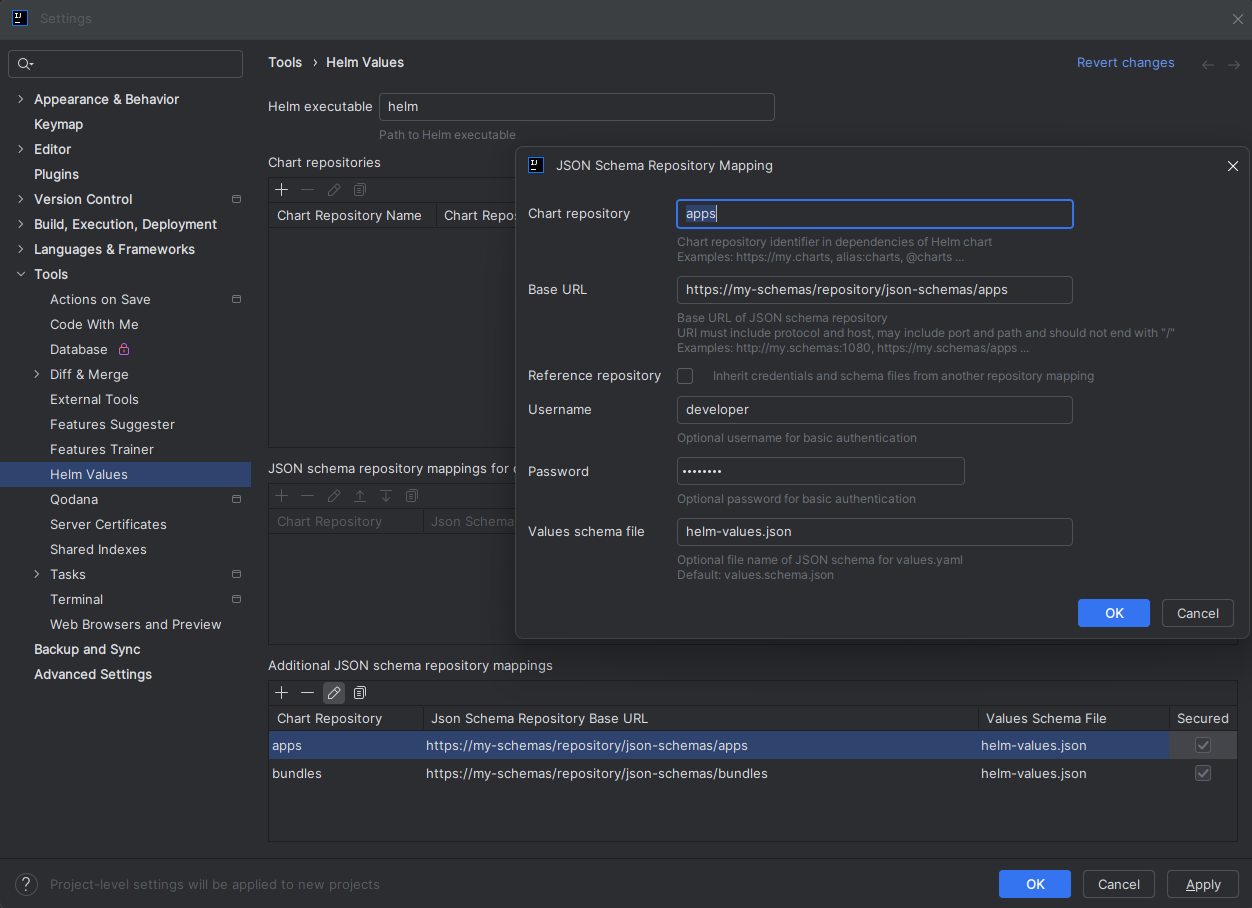 Settings
Tools › Helm Values
Revert changes
Appearance & Behavior
Keymap
Editor
Plugins
Version Control
Build, Execution, Deployment
Languages & Frameworks
Tools
Actions on Save
Code With Me
Database
Diff & Merge
External Tools
Features Suggester
Features Trainer
Helm Values
Qodana
Server Certificates
Shared Indexes
Tasks
Terminal
Web Browsers and Preview
Backup and Sync
Advanced Settings
Helm executable helm
Path to Helm executable
Chart repositories
Chart Repository Name Chart Repos
JSON schema repository mappings for
Chart Repository Json Schema
JSON Schema Repository Mapping
Chart repository apps
Chart repository identifier in dependencies of Helm chart
Examples: https://my.charts, alias:charts, @charts ...
Base URL https://my-schemas/repository/json-schemas/apps
Base URL of JSON schema repository
URI must include protocol and host, may include port and path and should not end with "/"
Examples: http://my.schemas:1080, https://my.schemas/apps ...
Reference repository Inherit credentials and schema files from another repository mapping
Username developer
Optional username for basic authentication
Password ••••••••
Optional password for basic authentication
Values schema file helm-values.json
Optional file name of JSON schema for values.yaml
Default: values.schema.json
OK Cancel
Additional JSON schema repository mappings
Chart Repository Json Schema Repository Base URL Values Schema File Secured
apps https://my-schemas/repository/json-schemas/apps helm-values.json
bundles https://my-schemas/repository/json-schemas/bundles helm-values.json
? Project-level settings will be applied to new projects
OK Cancel Apply